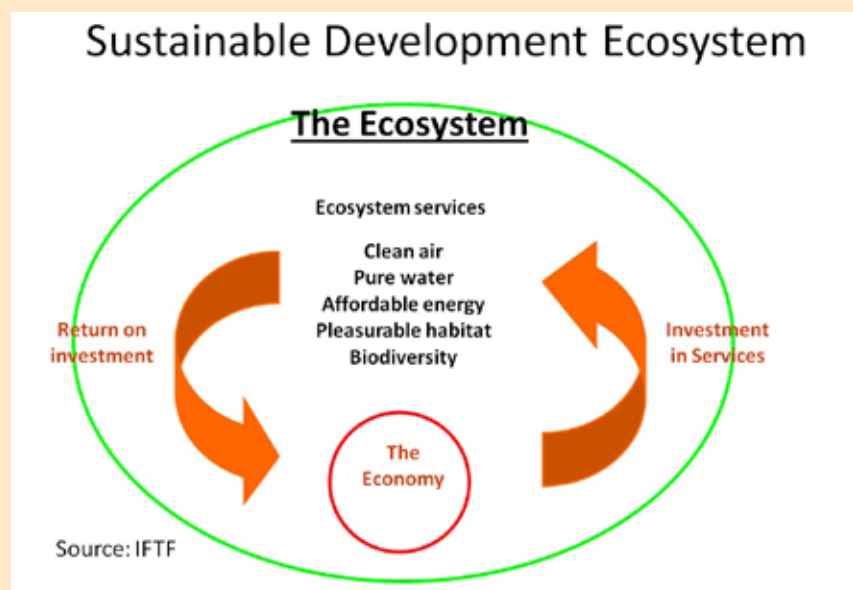 Sustainable Development Ecosystem
The Ecosystem
Ecosystem services
Clean air
Pure water
Affordable energy
Pleasurable habitat
Biodiversity
Return on
investment
Investment
in Services
The
Economy
Source: IFTF